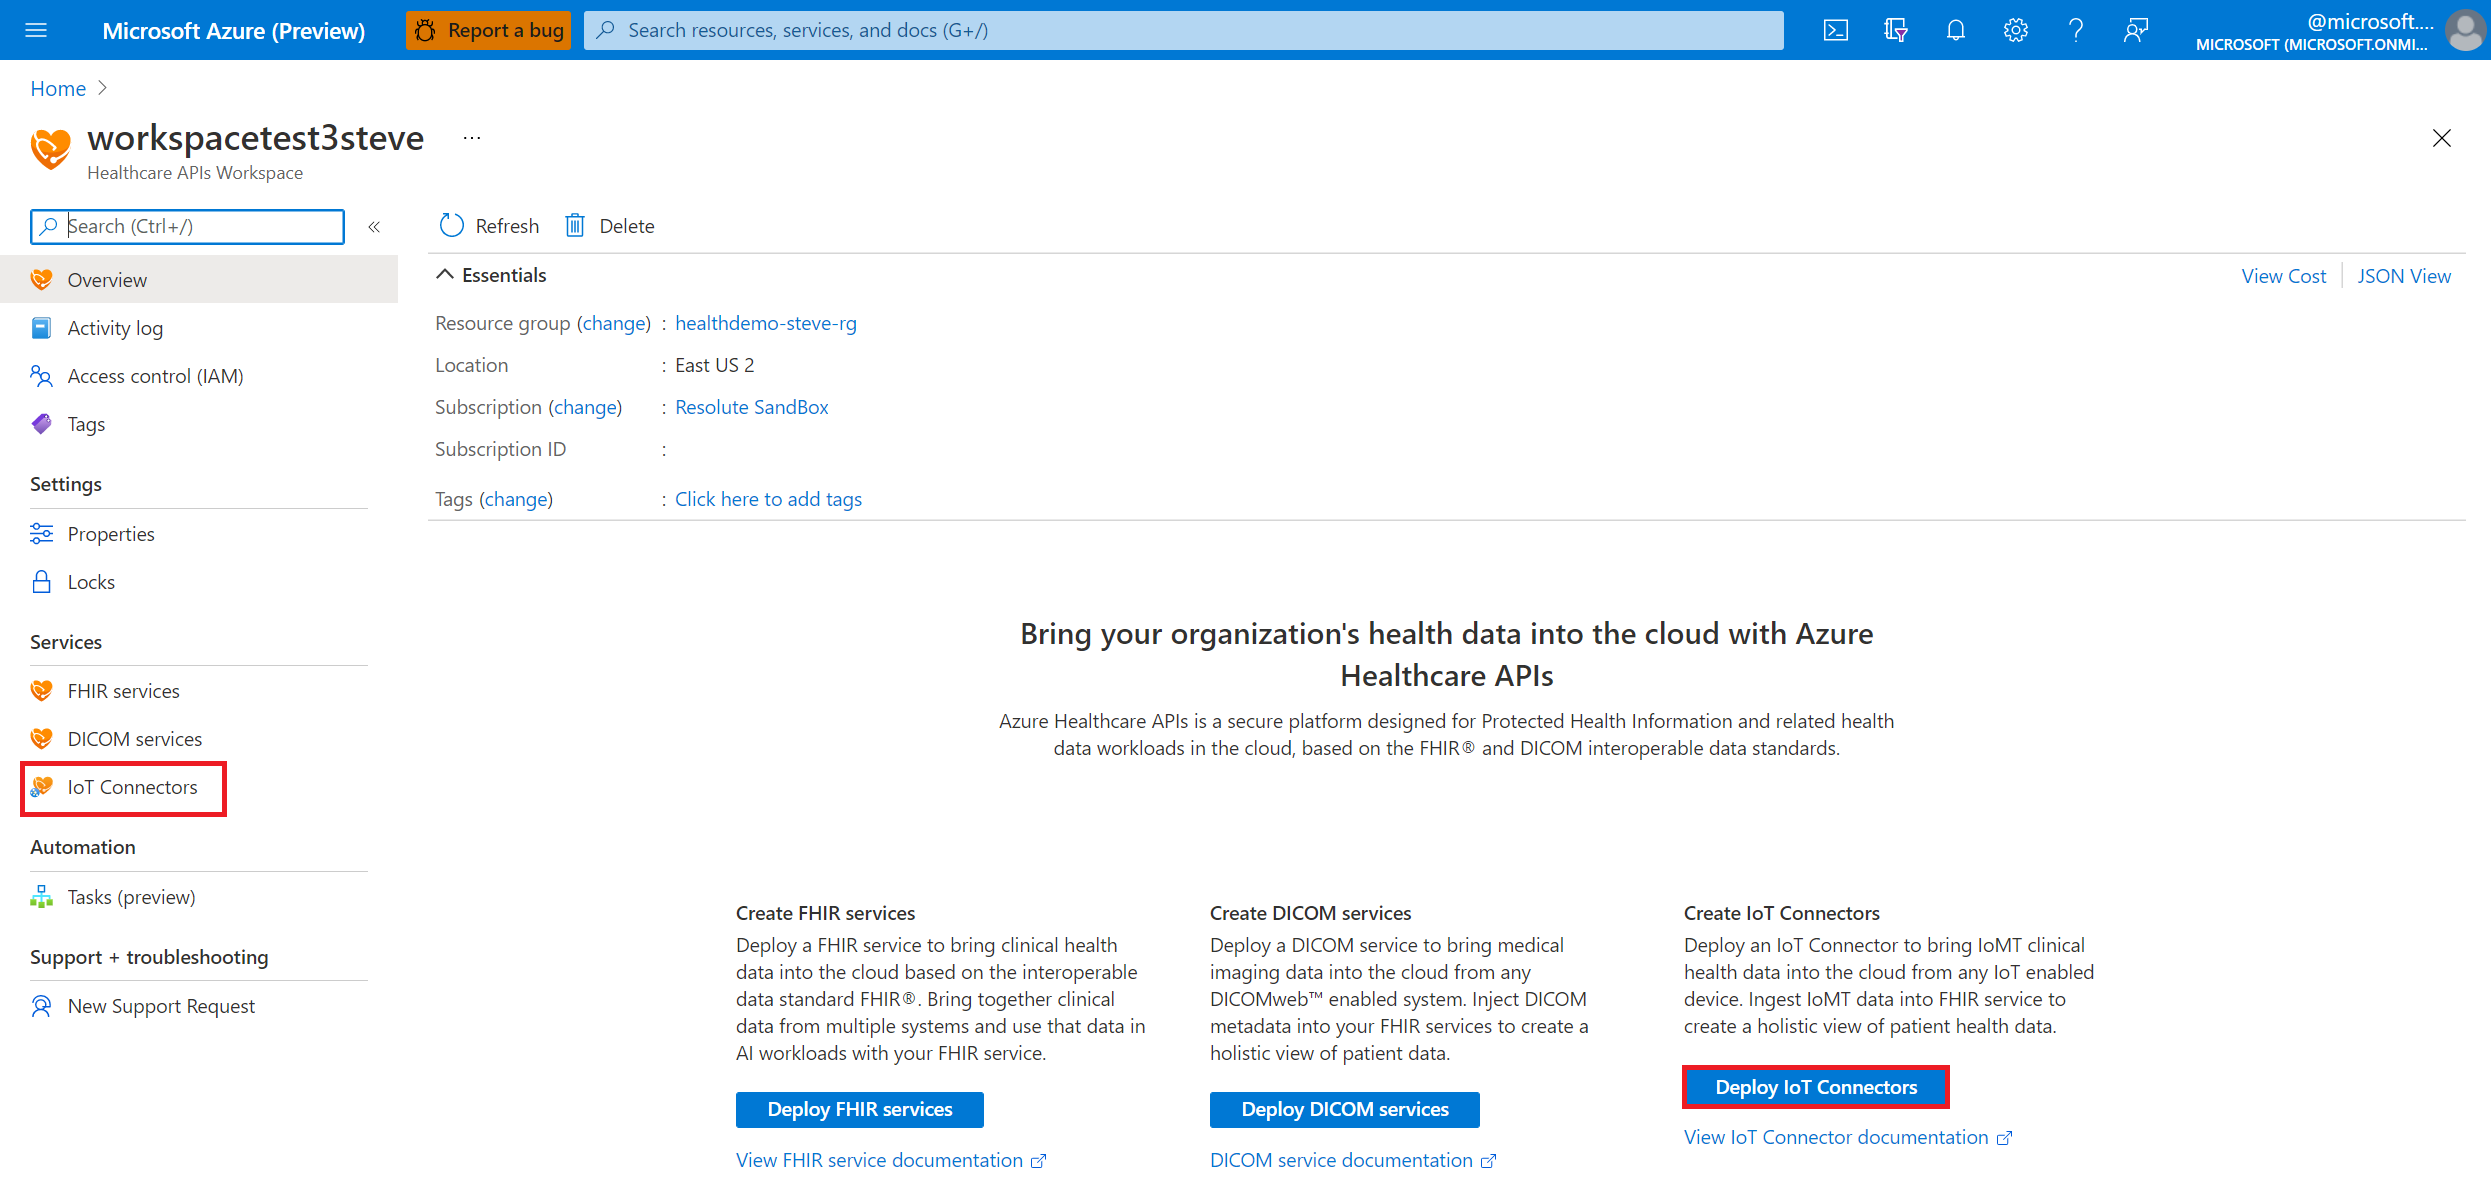 Microsoft Azure (Preview)
Report a bug
Search resources, services, and docs (G+/)
@microsoft....
MICROSOFT (MICROSOFT.ONMI...
Home
workspacetest3steve
...
Healthcare APIs Workspace
Search (Ctrl+/)
«
Refresh
Delete
Overview
Activity log
Access control (IAM)
Tags
Settings
Properties
Locks
Services
FHIR services
DICOM services
IoT Connectors
Automation
Tasks (preview)
Support + troubleshooting
New Support Request
Essentials
View Cost
JSON View
Resource group (change) : healthdemo-steve-rg
Location : East US 2
Subscription (change) : Resolute SandBox
Subscription ID :
Tags (change) : Click here to add tags
Bring your organization's health data into the cloud with Azure
Healthcare APIs
Azure Healthcare APIs is a secure platform designed for Protected Health Information and related health
data workloads in the cloud, based on the FHIR® and DICOM interoperable data standards.
Create FHIR services
Deploy a FHIR service to bring clinical health
data into the cloud based on the interoperable
data standard FHIR®. Bring together clinical
data from multiple systems and use that data in
AI workloads with your FHIR service.
Deploy FHIR services
View FHIR service documentation
Create DICOM services
Deploy a DICOM service to bring medical
imaging data into the cloud from any
DICOMweb™ enabled system. Inject DICOM
metadata into your FHIR services to create a
holistic view of patient data.
Deploy DICOM services
DICOM service documentation
Create IoT Connectors
Deploy an IoT Connector to bring IoMT clinical
health data into the cloud from any IoT enabled
device. Ingest IoMT data into FHIR service to
create a holistic view of patient health data.
Deploy IoT Connectors
View IoT Connector documentation